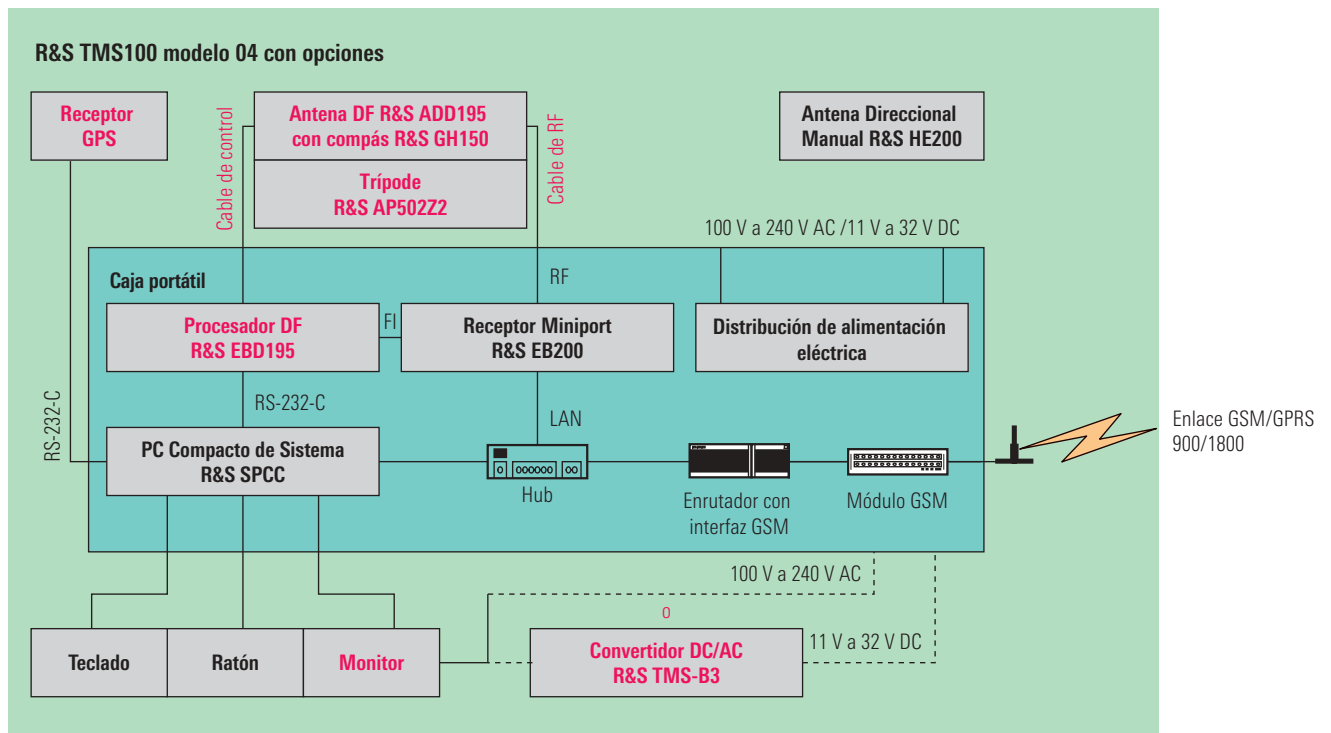 R&S TMS100 modelo 04 con opciones
Receptor
GPS
Cable de control
Antena DF R&S ADD195
con compás R&S GH150
Trípode
R&S AP502Z2
Cable de RF
Antena Direccional
Manual R&S HE200
100 V a 240 V AC /11 V a 32 V DC
Caja portátil
RF
Procesador DF
R&S EBD195
FI
Receptor Miniport
R&S EB200
Distribución de alimentación
eléctrica
RS-232-C
RS-232-C
LAN
PC Compacto de Sistema
R&S SPCC
Hub
Enrutador con
interfaz GSM
Módulo GSM
Enlace GSM/GPRS
900/1800
100 V a 240 V AC
o
Teclado
Ratón
Monitor
Convertidor DC/AC
R&S TMS-B3
11 V a 32 V DC